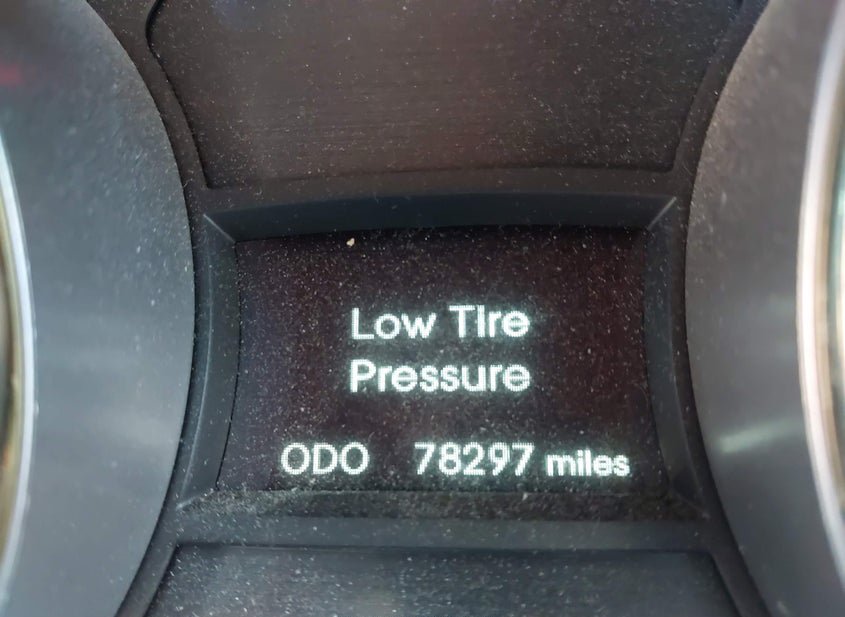 Low Tire
Pressure
ODO 78297 miles